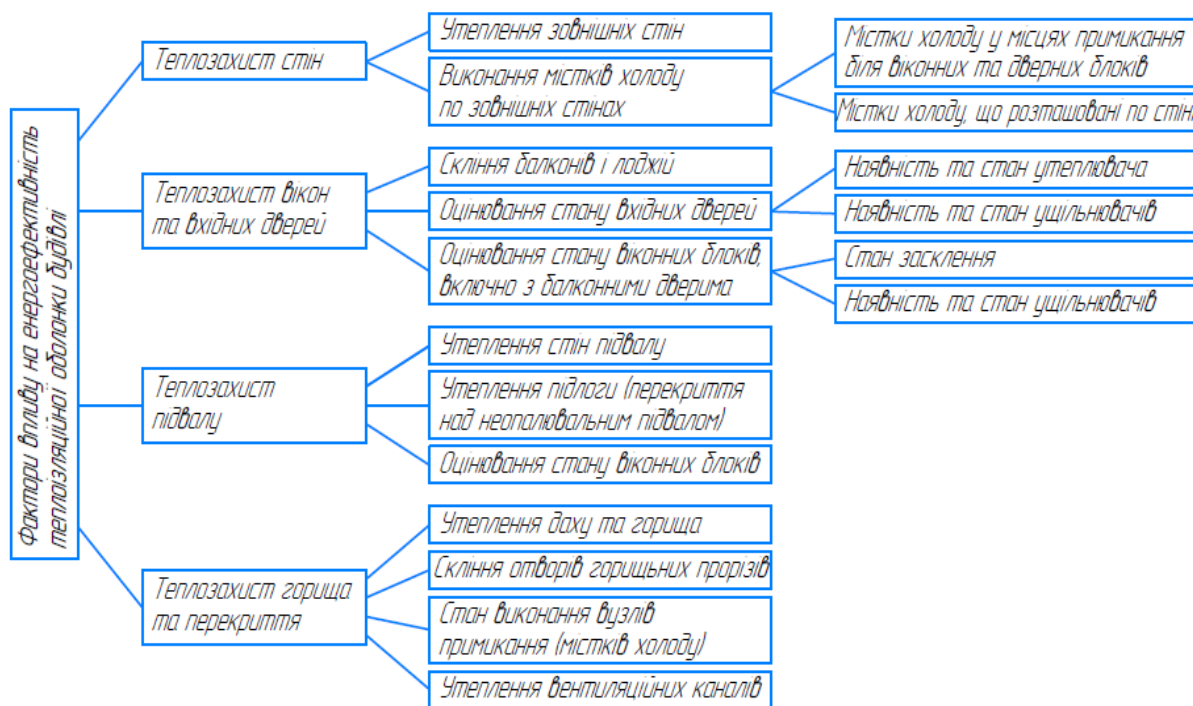 Фактори впливу на енергоефективність
теплоізляційної оболонки будівлі
Теплозахист стін
Утеплення зовнішніх стін
Виконання містків холоду
по зовнішніх стінах
Містки холоду у місцях примикання
біля віконних та дверних блоків
Містки холоду, що розташовані по стіні
Теплозахист вікон
та вхідних дверей
Скління балконів і лоджій
Оцінювання стану вхідних дверей
Наявність та стан утеплювача
Наявність та стан ущільнювачів
Оцінювання стану віконних блоків,
включно з балконними дверима
Стан засклення
Наявність та стан ущільнювачів
Теплозахист
підвалу
Утеплення стін підвалу
Утеплення підлоги (перекриття
над неопалювальним підвалом)
Оцінювання стану віконних блоків
Теплозахист горища
та перекриття
Утеплення даху та горища
Скління отворів горищьних прорізів
Стан виконання вузлів
примикання (містків холоду)
Утеплення вентиляційних каналів